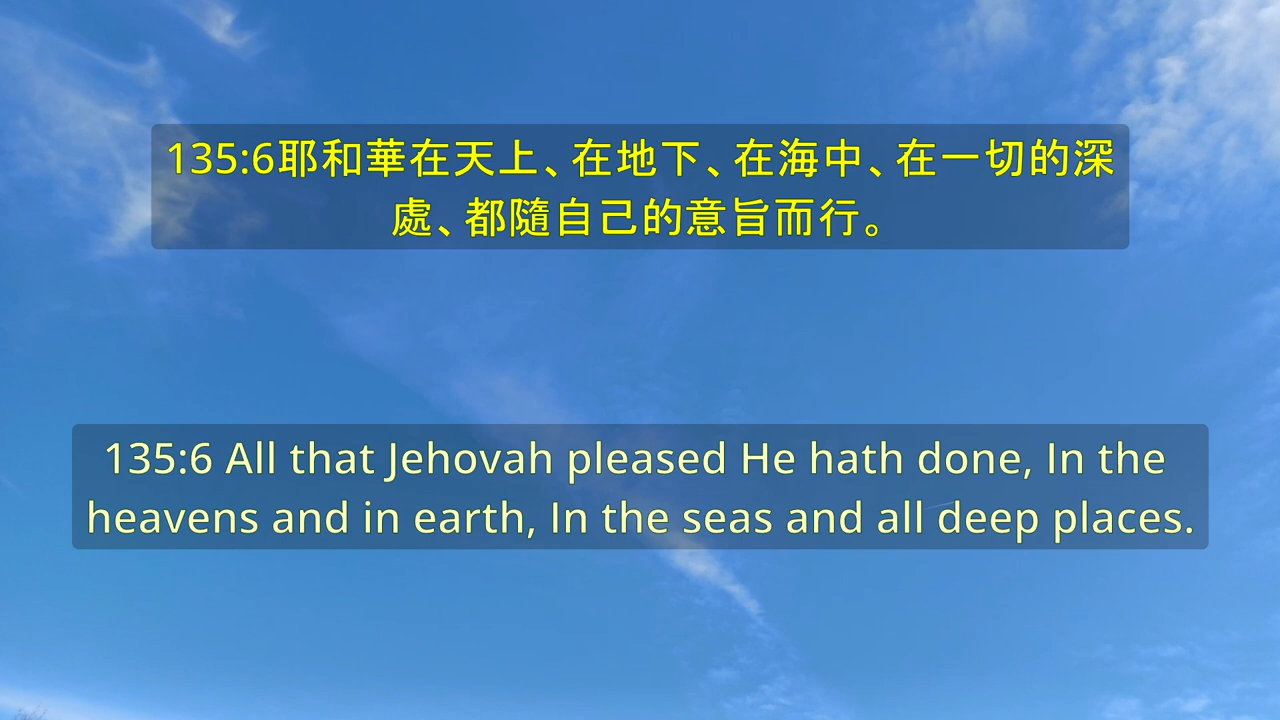 135:6耶和華在天上、在地下、在海中、在一切的深
處、都隨自己的意旨而行。
135:6 All that Jehovah pleased He hath done, In the
heavens and in earth, In the seas and all deep places.